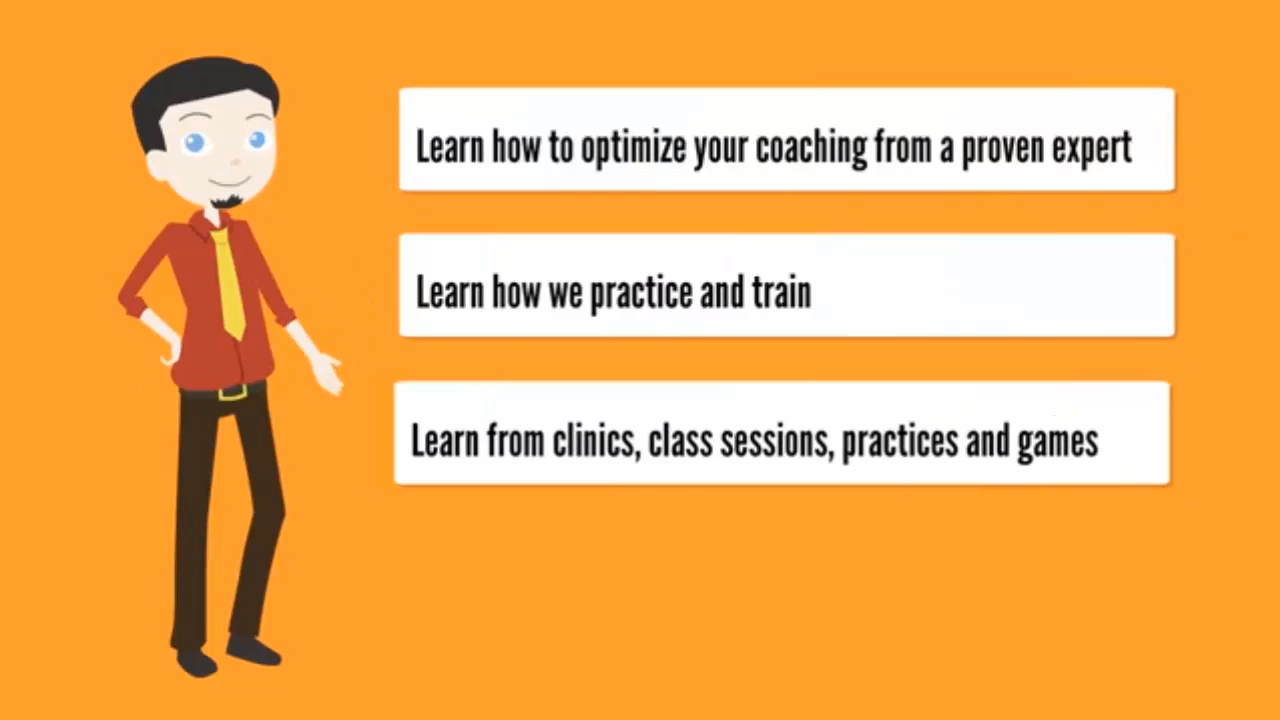 Learn how to optimize your coaching from a proven expert
Learn how we practice and train
Learn from clinics, class sessions, practices and games